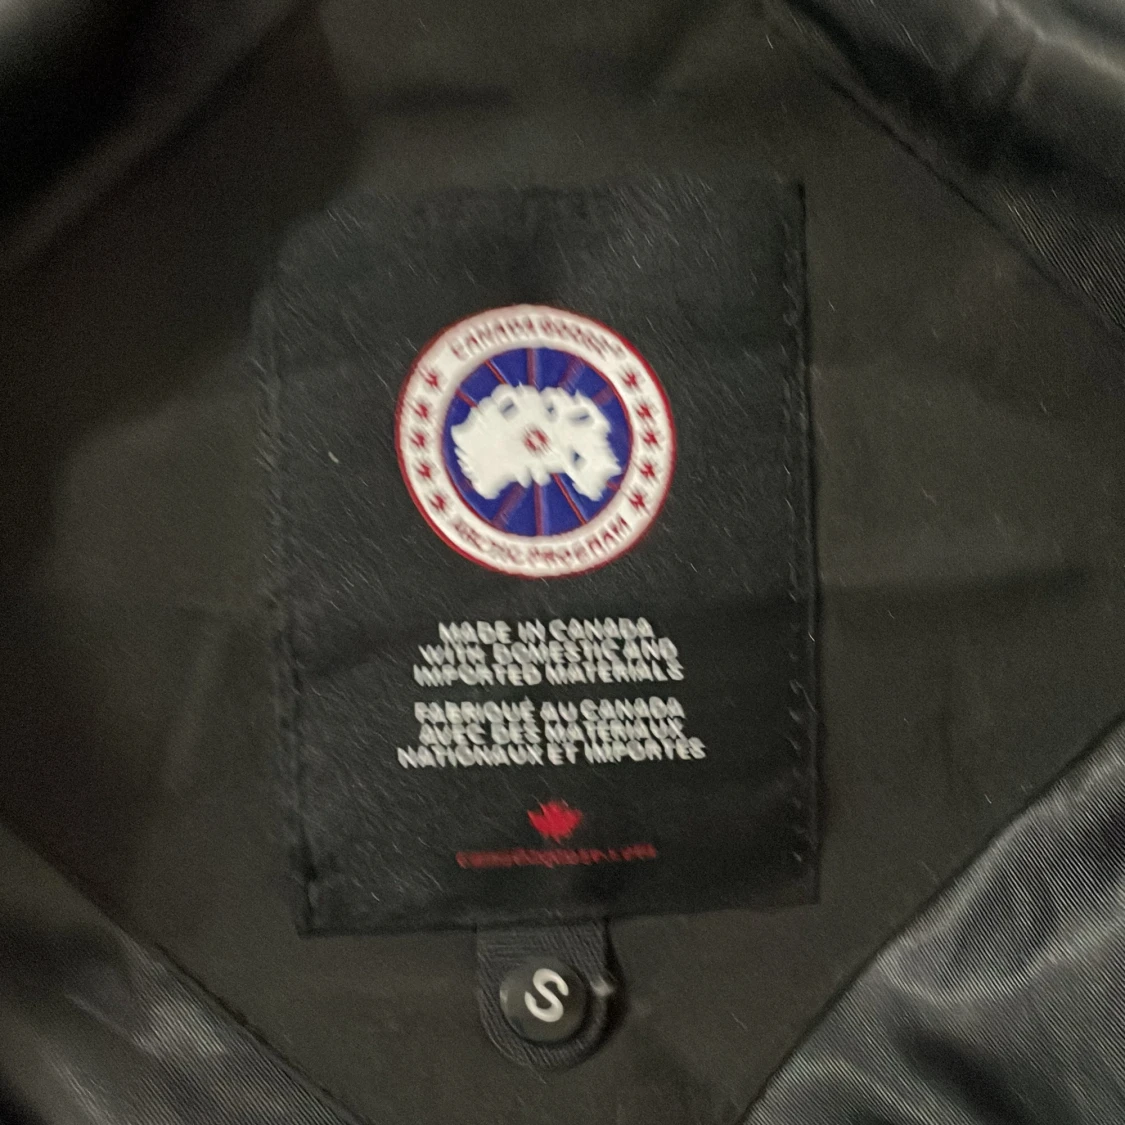 CANADA GOOSE
ARCTIC PROGRAM
MADE IN CANADA
WITH DOMESTIC AND
IMPORTED MATERIALS
FABRIQUÉ AU CANADA
AVEC DES MATERIAUX
NATIONAUX ET IMPORTÉS
S